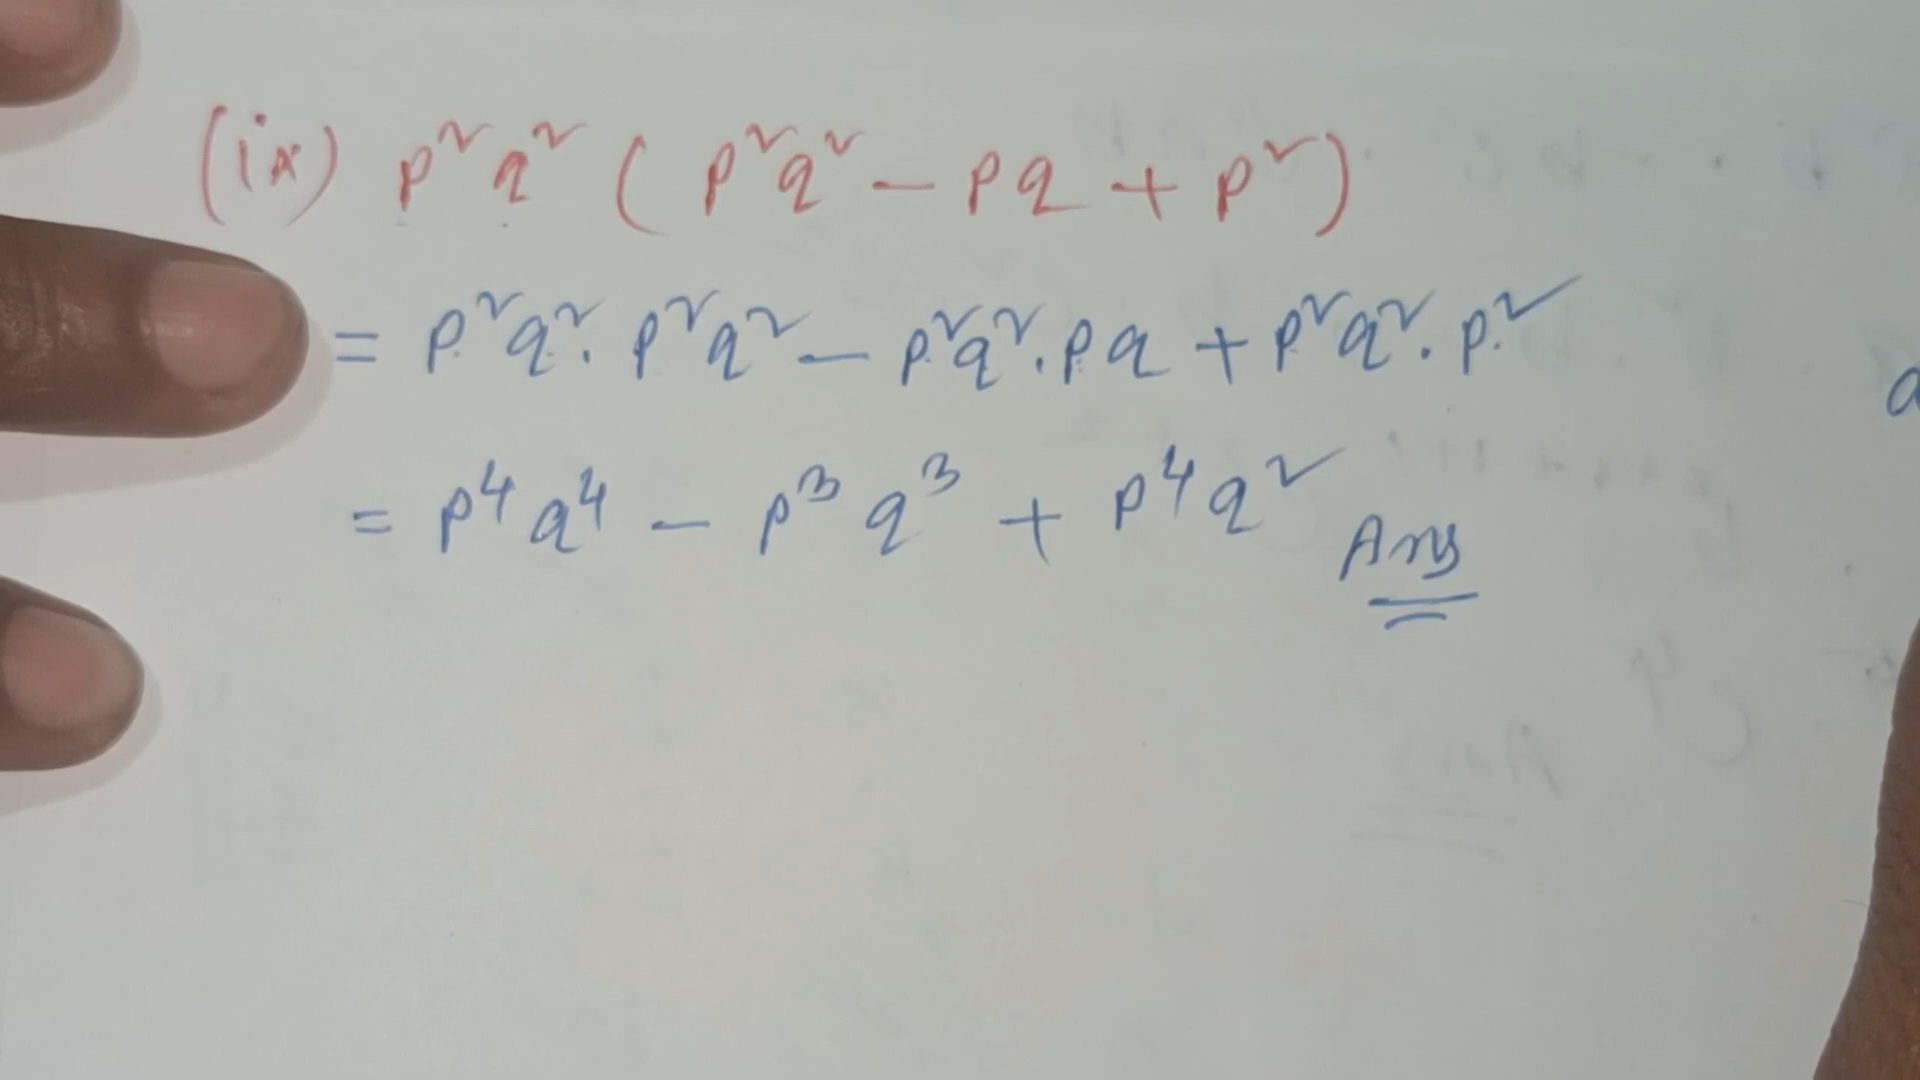 (ix) p²q² ( p²q² - pq + p²)
= p²q². p²q² - p²q².pq + p²q². p²
= p⁴q⁴ - p³q³ + p⁴q² Ans